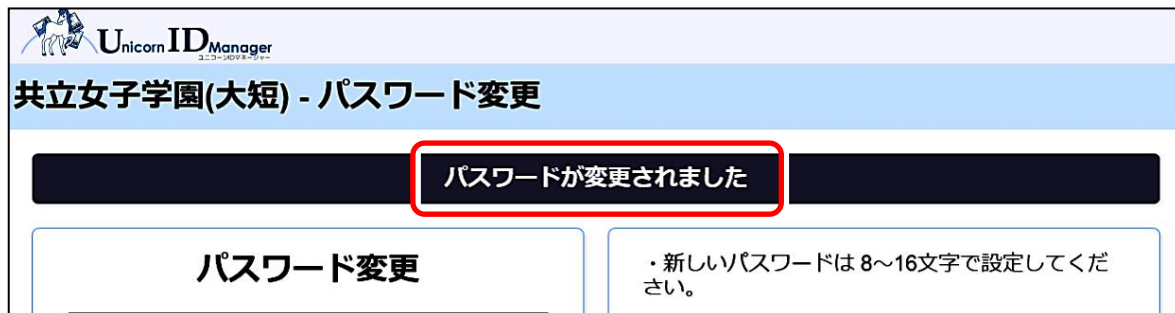 Unicorn ID Manager
ユニコーンIDマネージャー
共立女子学園(大短) - パスワード変更
パスワードが変更されました
パスワード変更
・新しいパスワードは 8～16文字で設定してくだ
さい。